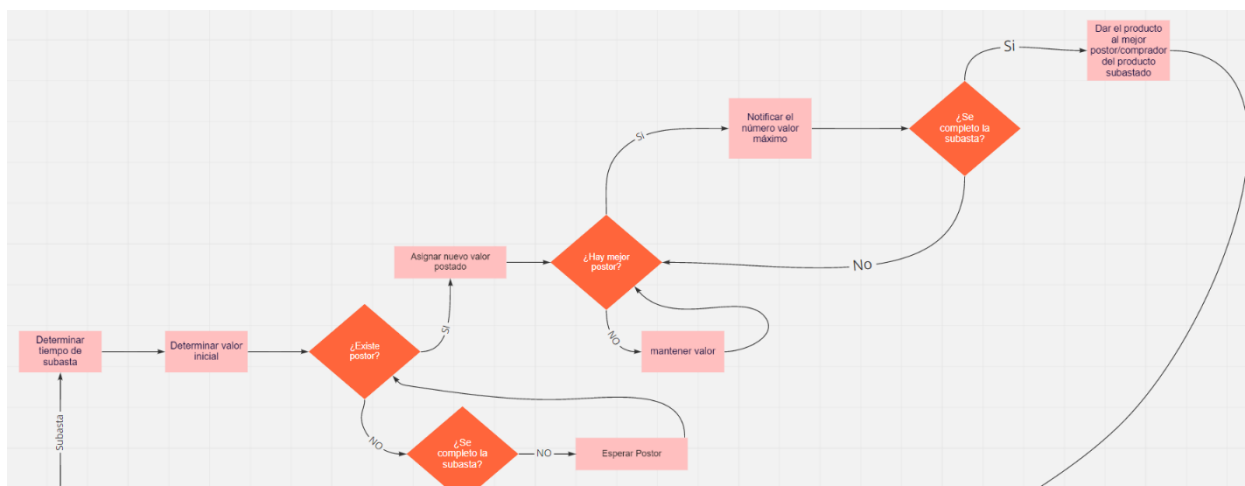 Si
Dar el producto
al mejor
postor/comprador
del producto
subastado
Notificar el
número valor
máximo
¿Se
completo la
subasta?
Si
Asignar nuevo valor
postado
¿Hay mejor
postor?
No
Determinar
tiempo de
subasta
Determinar valor
inicial
¿Existe
postor?
Si
NO
mantener valor
Subasta
NO
¿Se
completo la
subasta?
NO
Esperar Postor